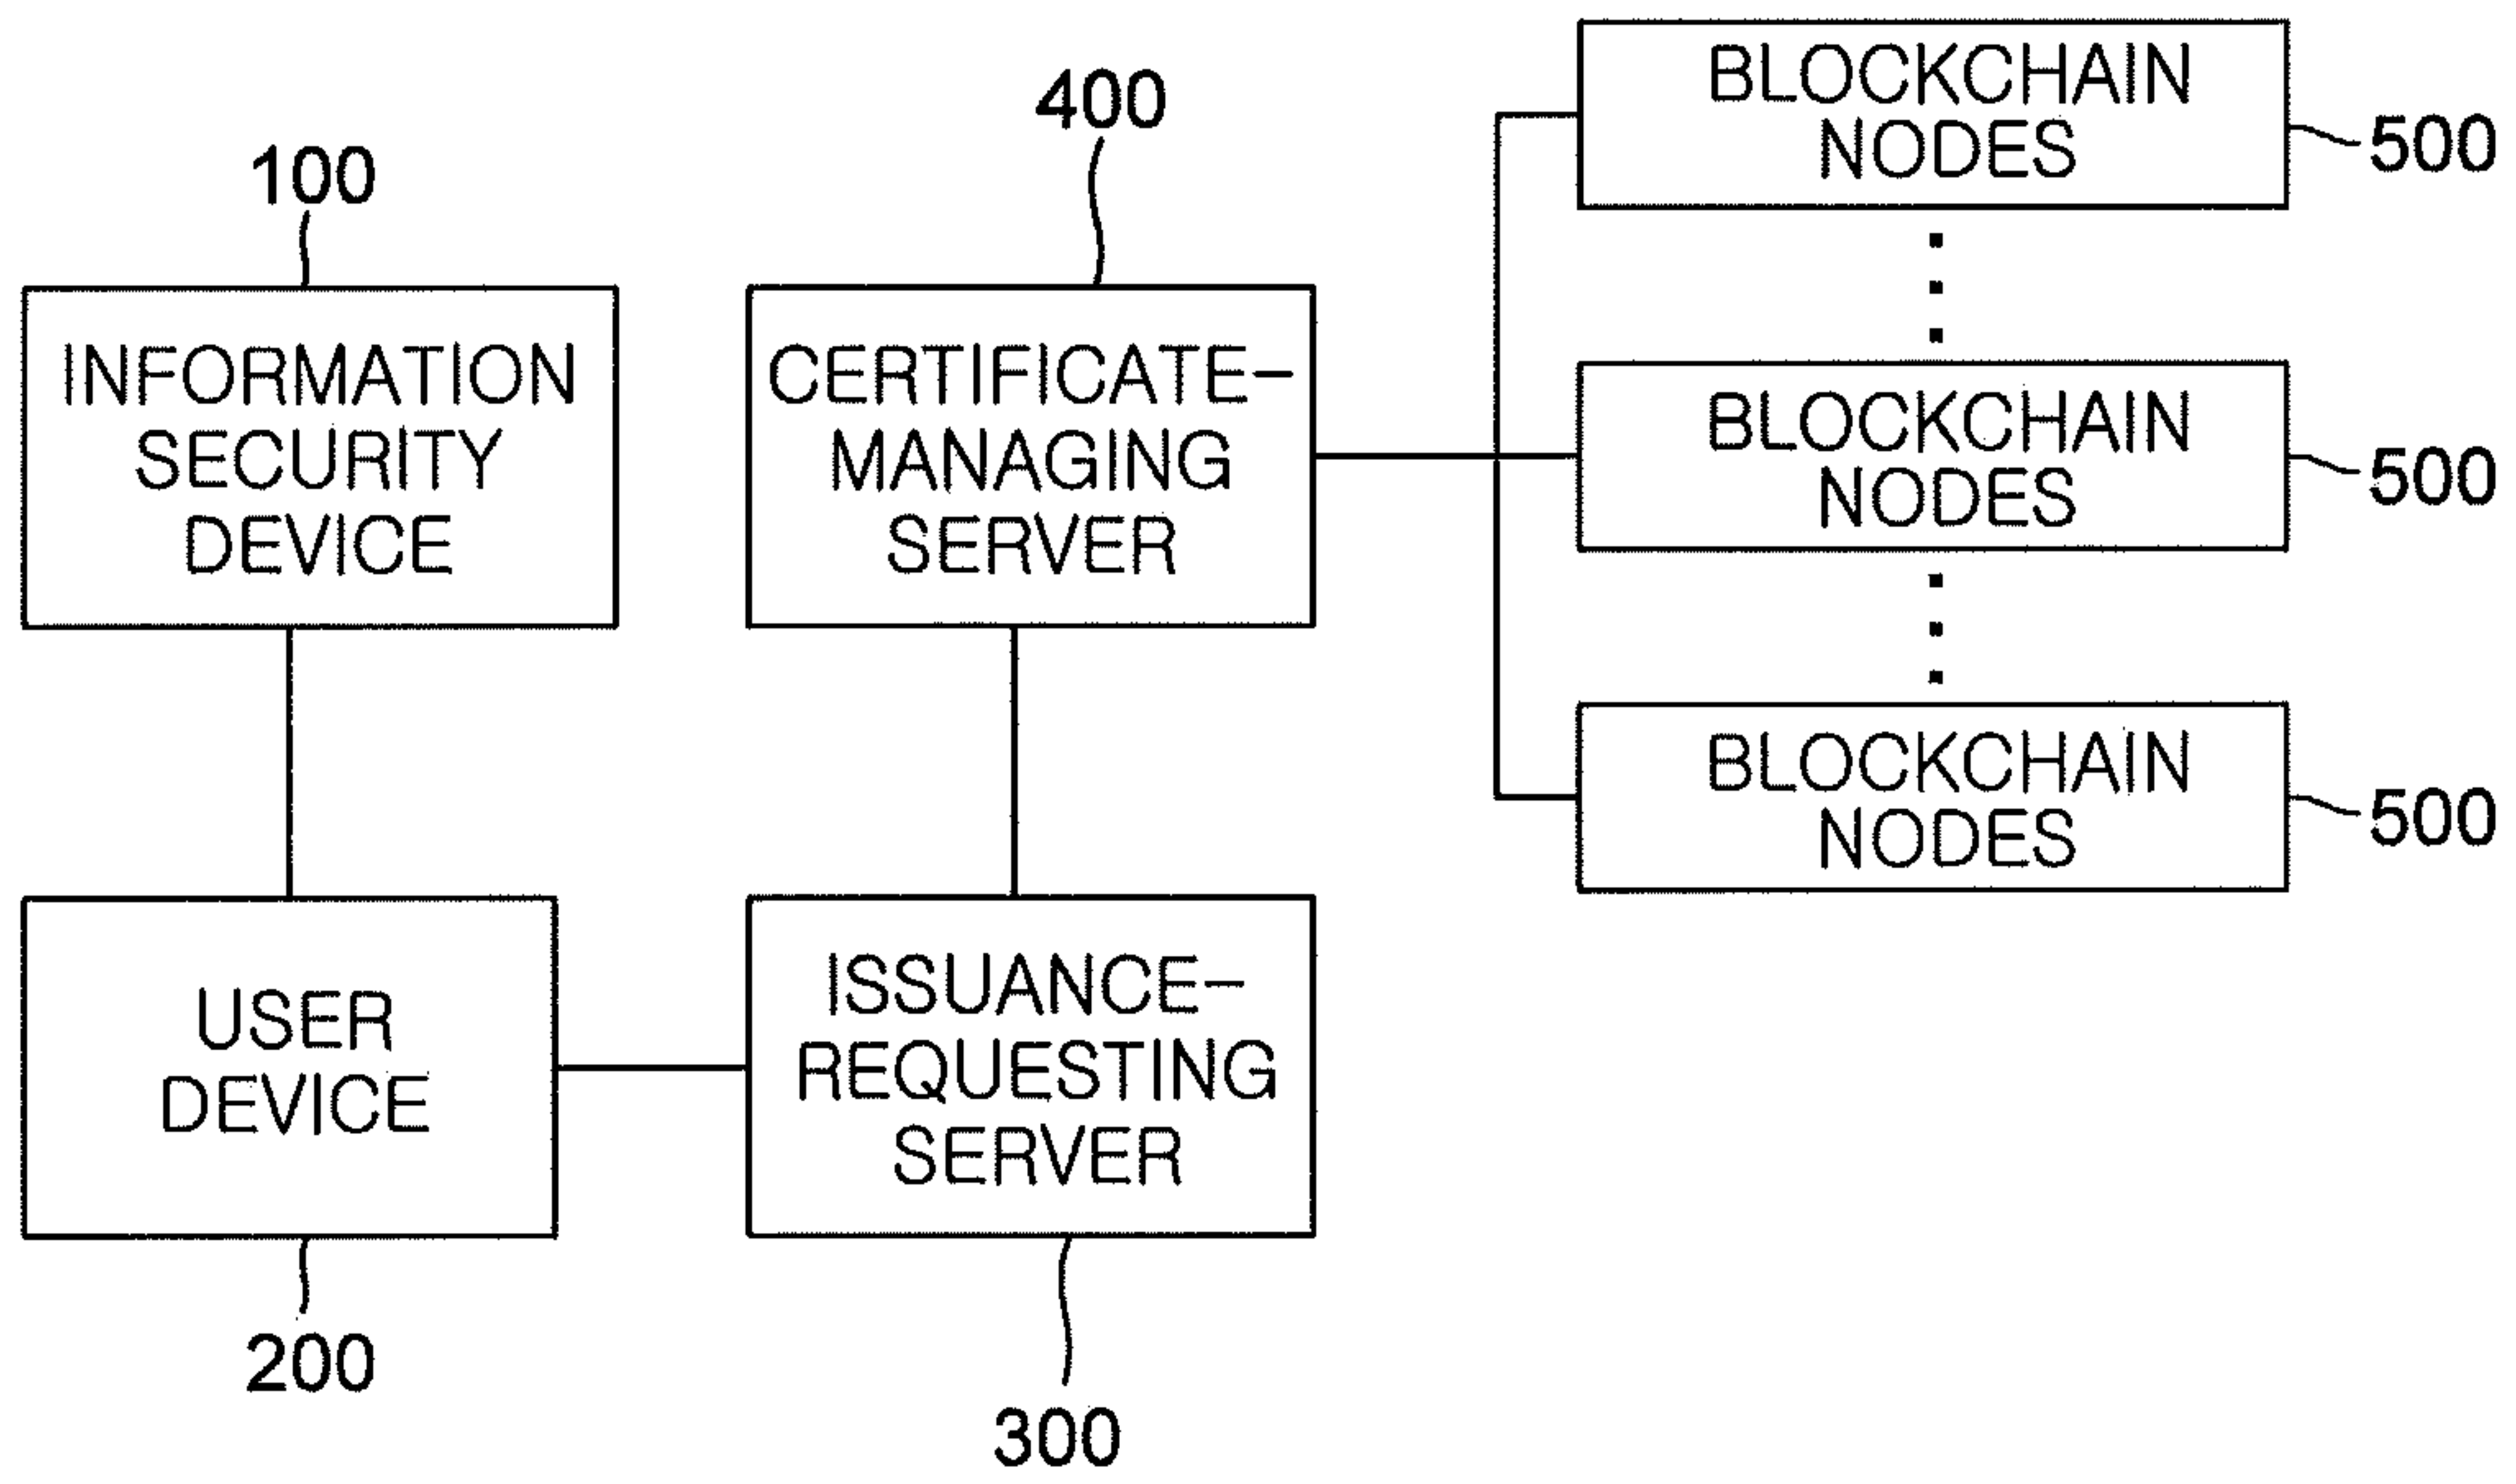 100
INFORMATION
SECURITY
DEVICE
400
CERTIFICATE-
MANAGING
SERVER
BLOCKCHAIN
NODES
500
BLOCKCHAIN
NODES
500
BLOCKCHAIN
NODES
500
USER
DEVICE
200
ISSUANCE-
REQUESTING
SERVER
300